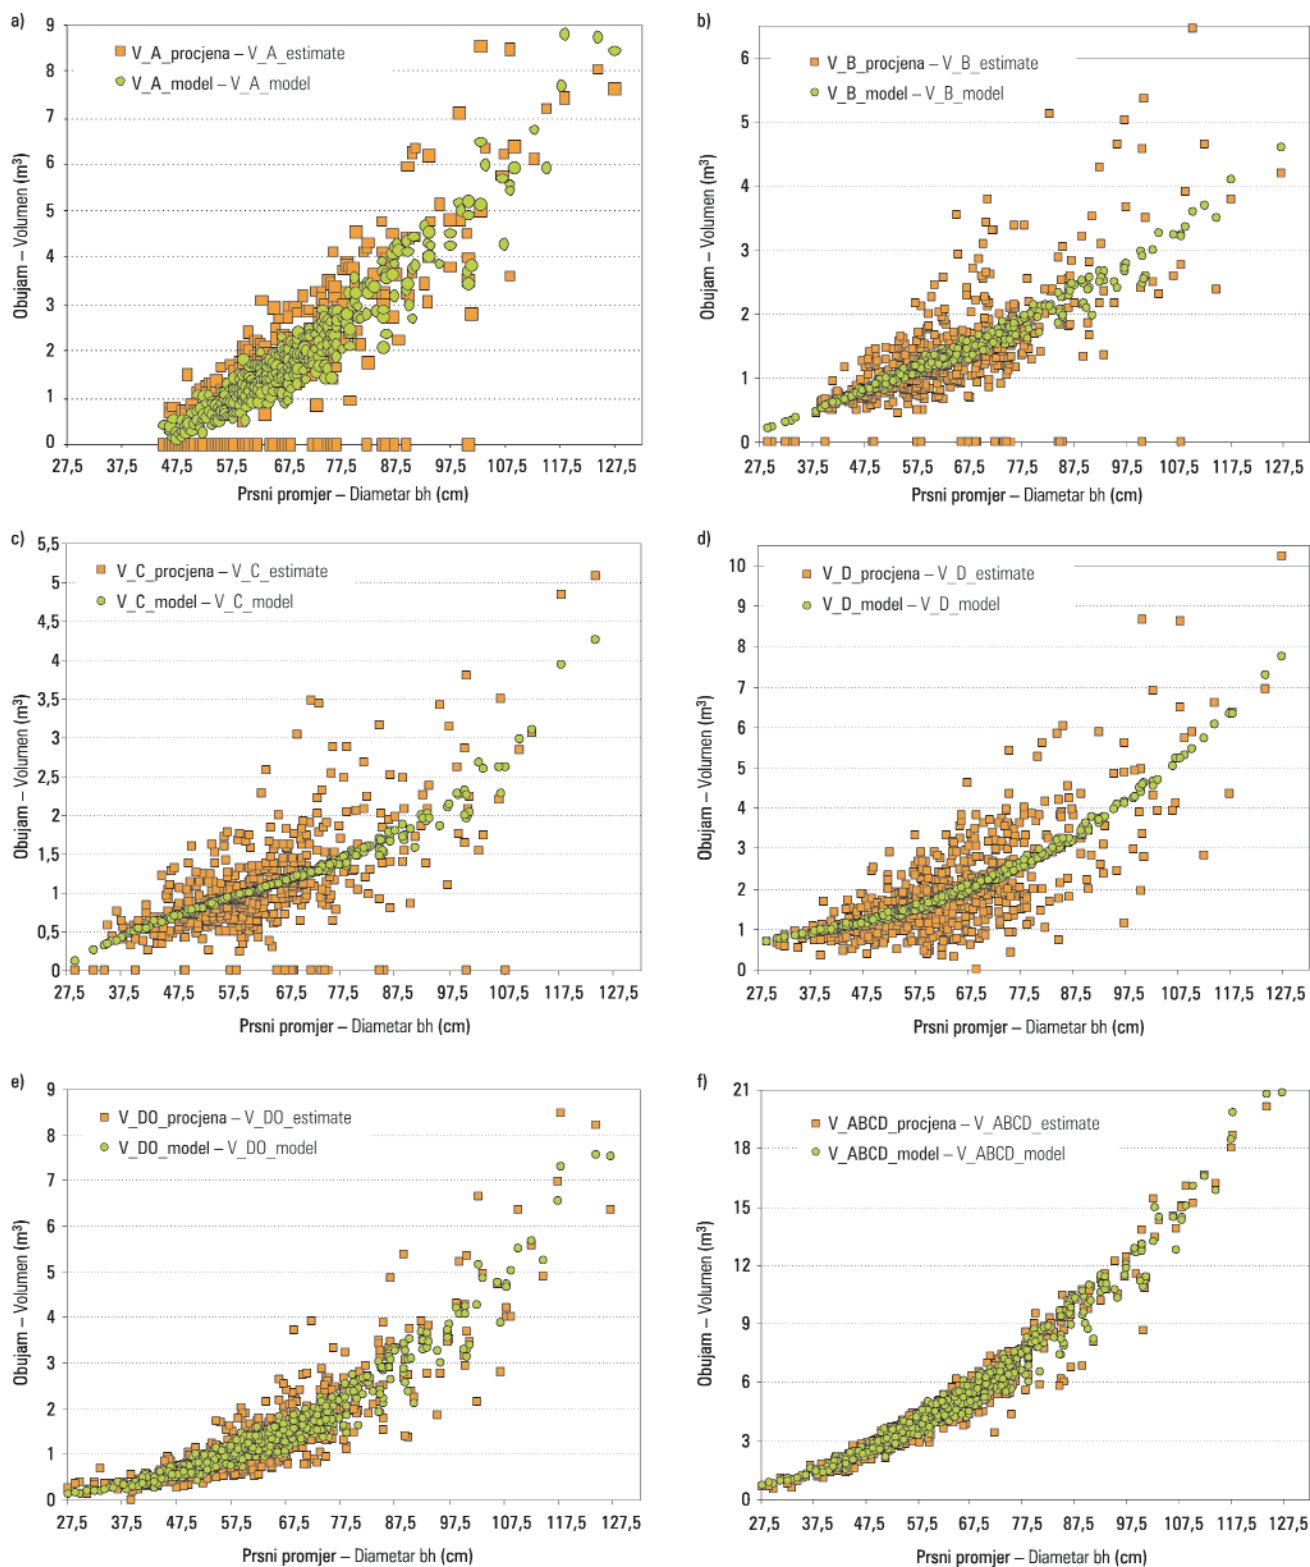 a)
V_A_procjena – V_A_estimate
V_A_model – V_A_model
Obujam – Volumen (m³)
9
8
7
6
5
4
3
2
1
0
27,5 37,5 47,5 57,5 67,5 77,5 87,5 97,5 107,5 117,5 127,5
Prsni promjer – Diametar bh (cm)
b)
V_B_procjena – V_B_estimate
V_B_model – V_B_model
Obujam – Volumen (m³)
6
5
4
3
2
1
0
27,5 37,5 47,5 57,5 67,5 77,5 87,5 97,5 107,5 117,5 127,5
Prsni promjer – Diametar bh (cm)
c)
V_C_procjena – V_C_estimate
V_C_model – V_C_model
Obujam – Volumen (m³)
5,5
5
4,5
4
3,5
3
2,5
2
1,5
1
0,5
0
27,5 37,5 47,5 57,5 67,5 77,5 87,5 97,5 107,5 117,5 127,5
Prsni promjer – Diametar bh (cm)
d)
V_D_procjena – V_D_estimate
V_D_model – V_D_model
Obujam – Volumen (m³)
10
9
8
7
6
5
4
3
2
1
0
27,5 37,5 47,5 57,5 67,5 77,5 87,5 97,5 107,5 117,5 127,5
Prsni promjer – Diametar bh (cm)
e)
V_DO_procjena – V_DO_estimate
V_DO_model – V_DO_model
Obujam – Volumen (m³)
9
8
7
6
5
4
3
2
1
0
27,5 37,5 47,5 57,5 67,5 77,5 87,5 97,5 107,5 117,5 127,5
Prsni promjer – Diametar bh (cm)
f)
V_ABCD_procjena – V_ABCD_estimate
V_ABCD_model – V_ABCD_model
Obujam – Volumen (m³)
21
18
15
12
9
6
3
0
27,5 37,5 47,5 57,5 67,5 77,5 87,5 97,5 107,5 117,5 127,5
Prsni promjer – Diametar bh (cm)